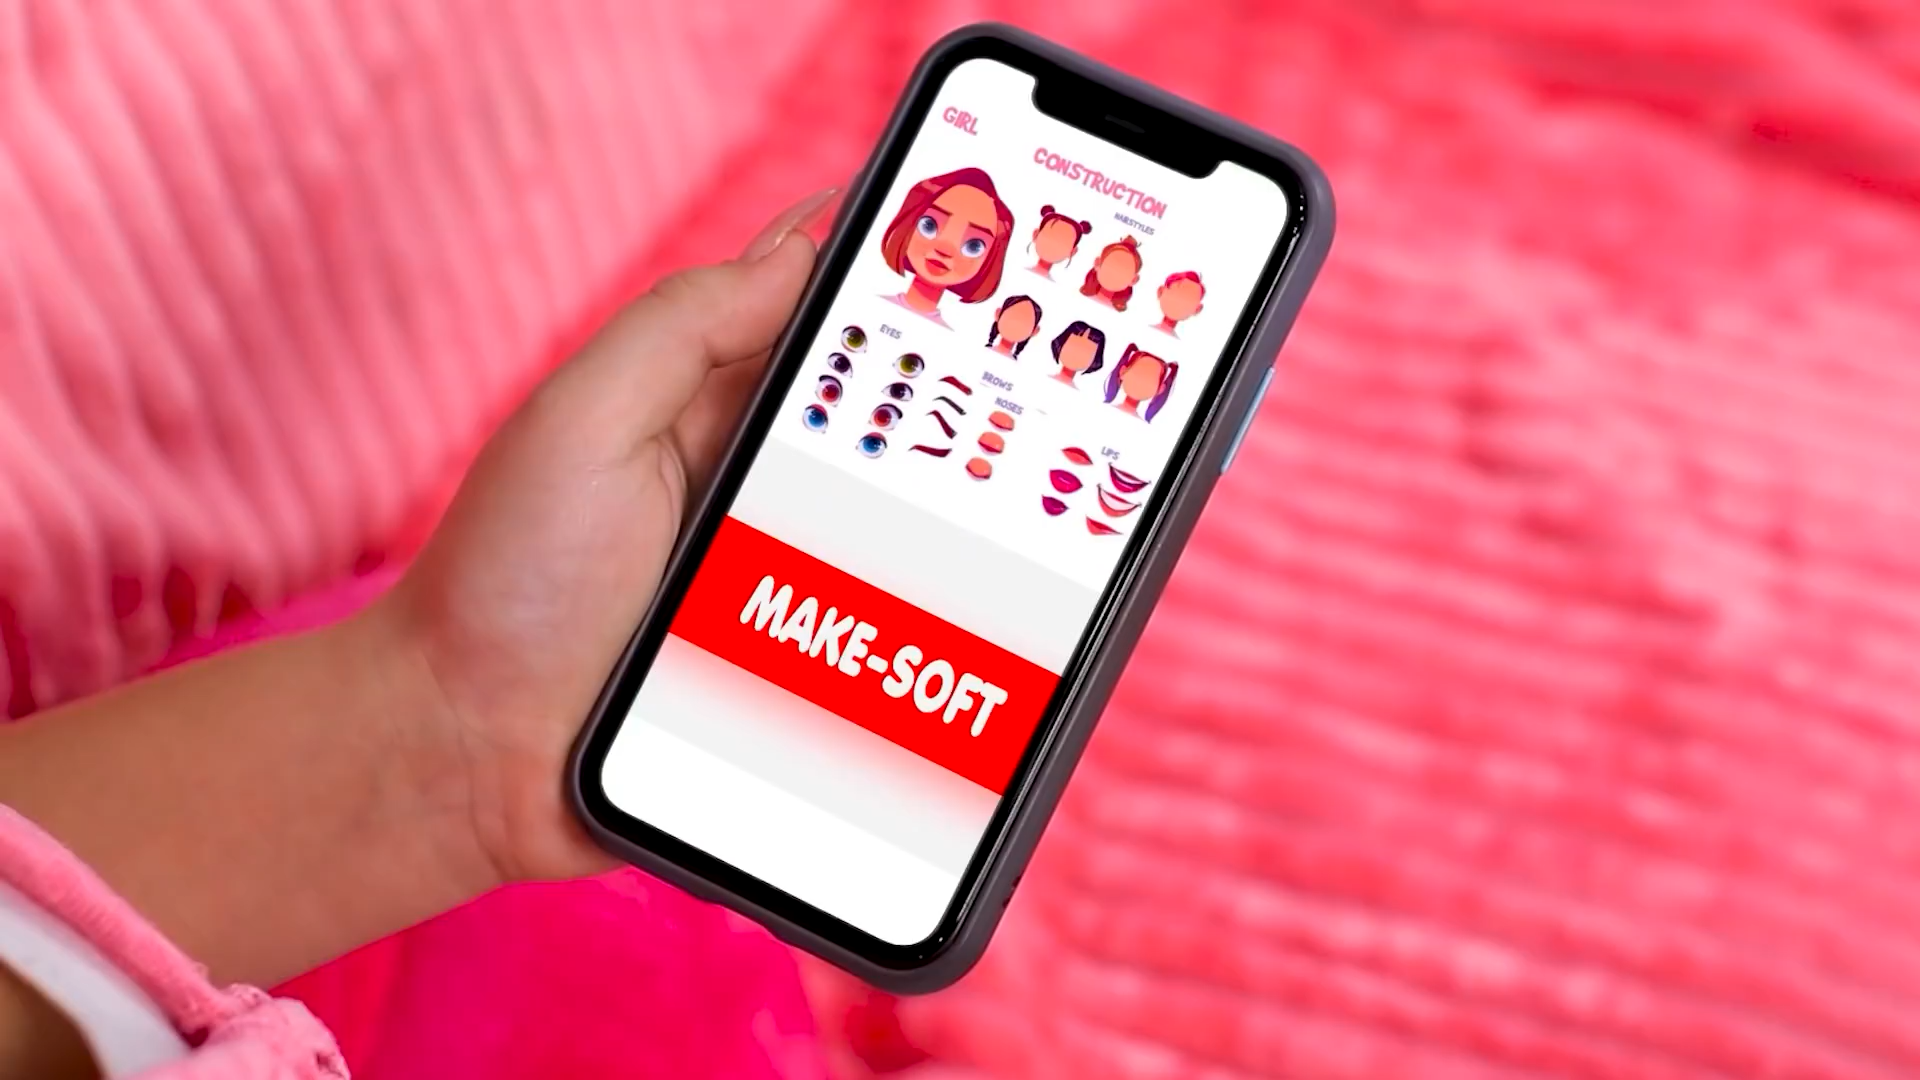 GIRL
CONSTRUCTION
HAIRSTYLES
EYES
BROWS
NOSES
LIPS
MAKE-SOFT